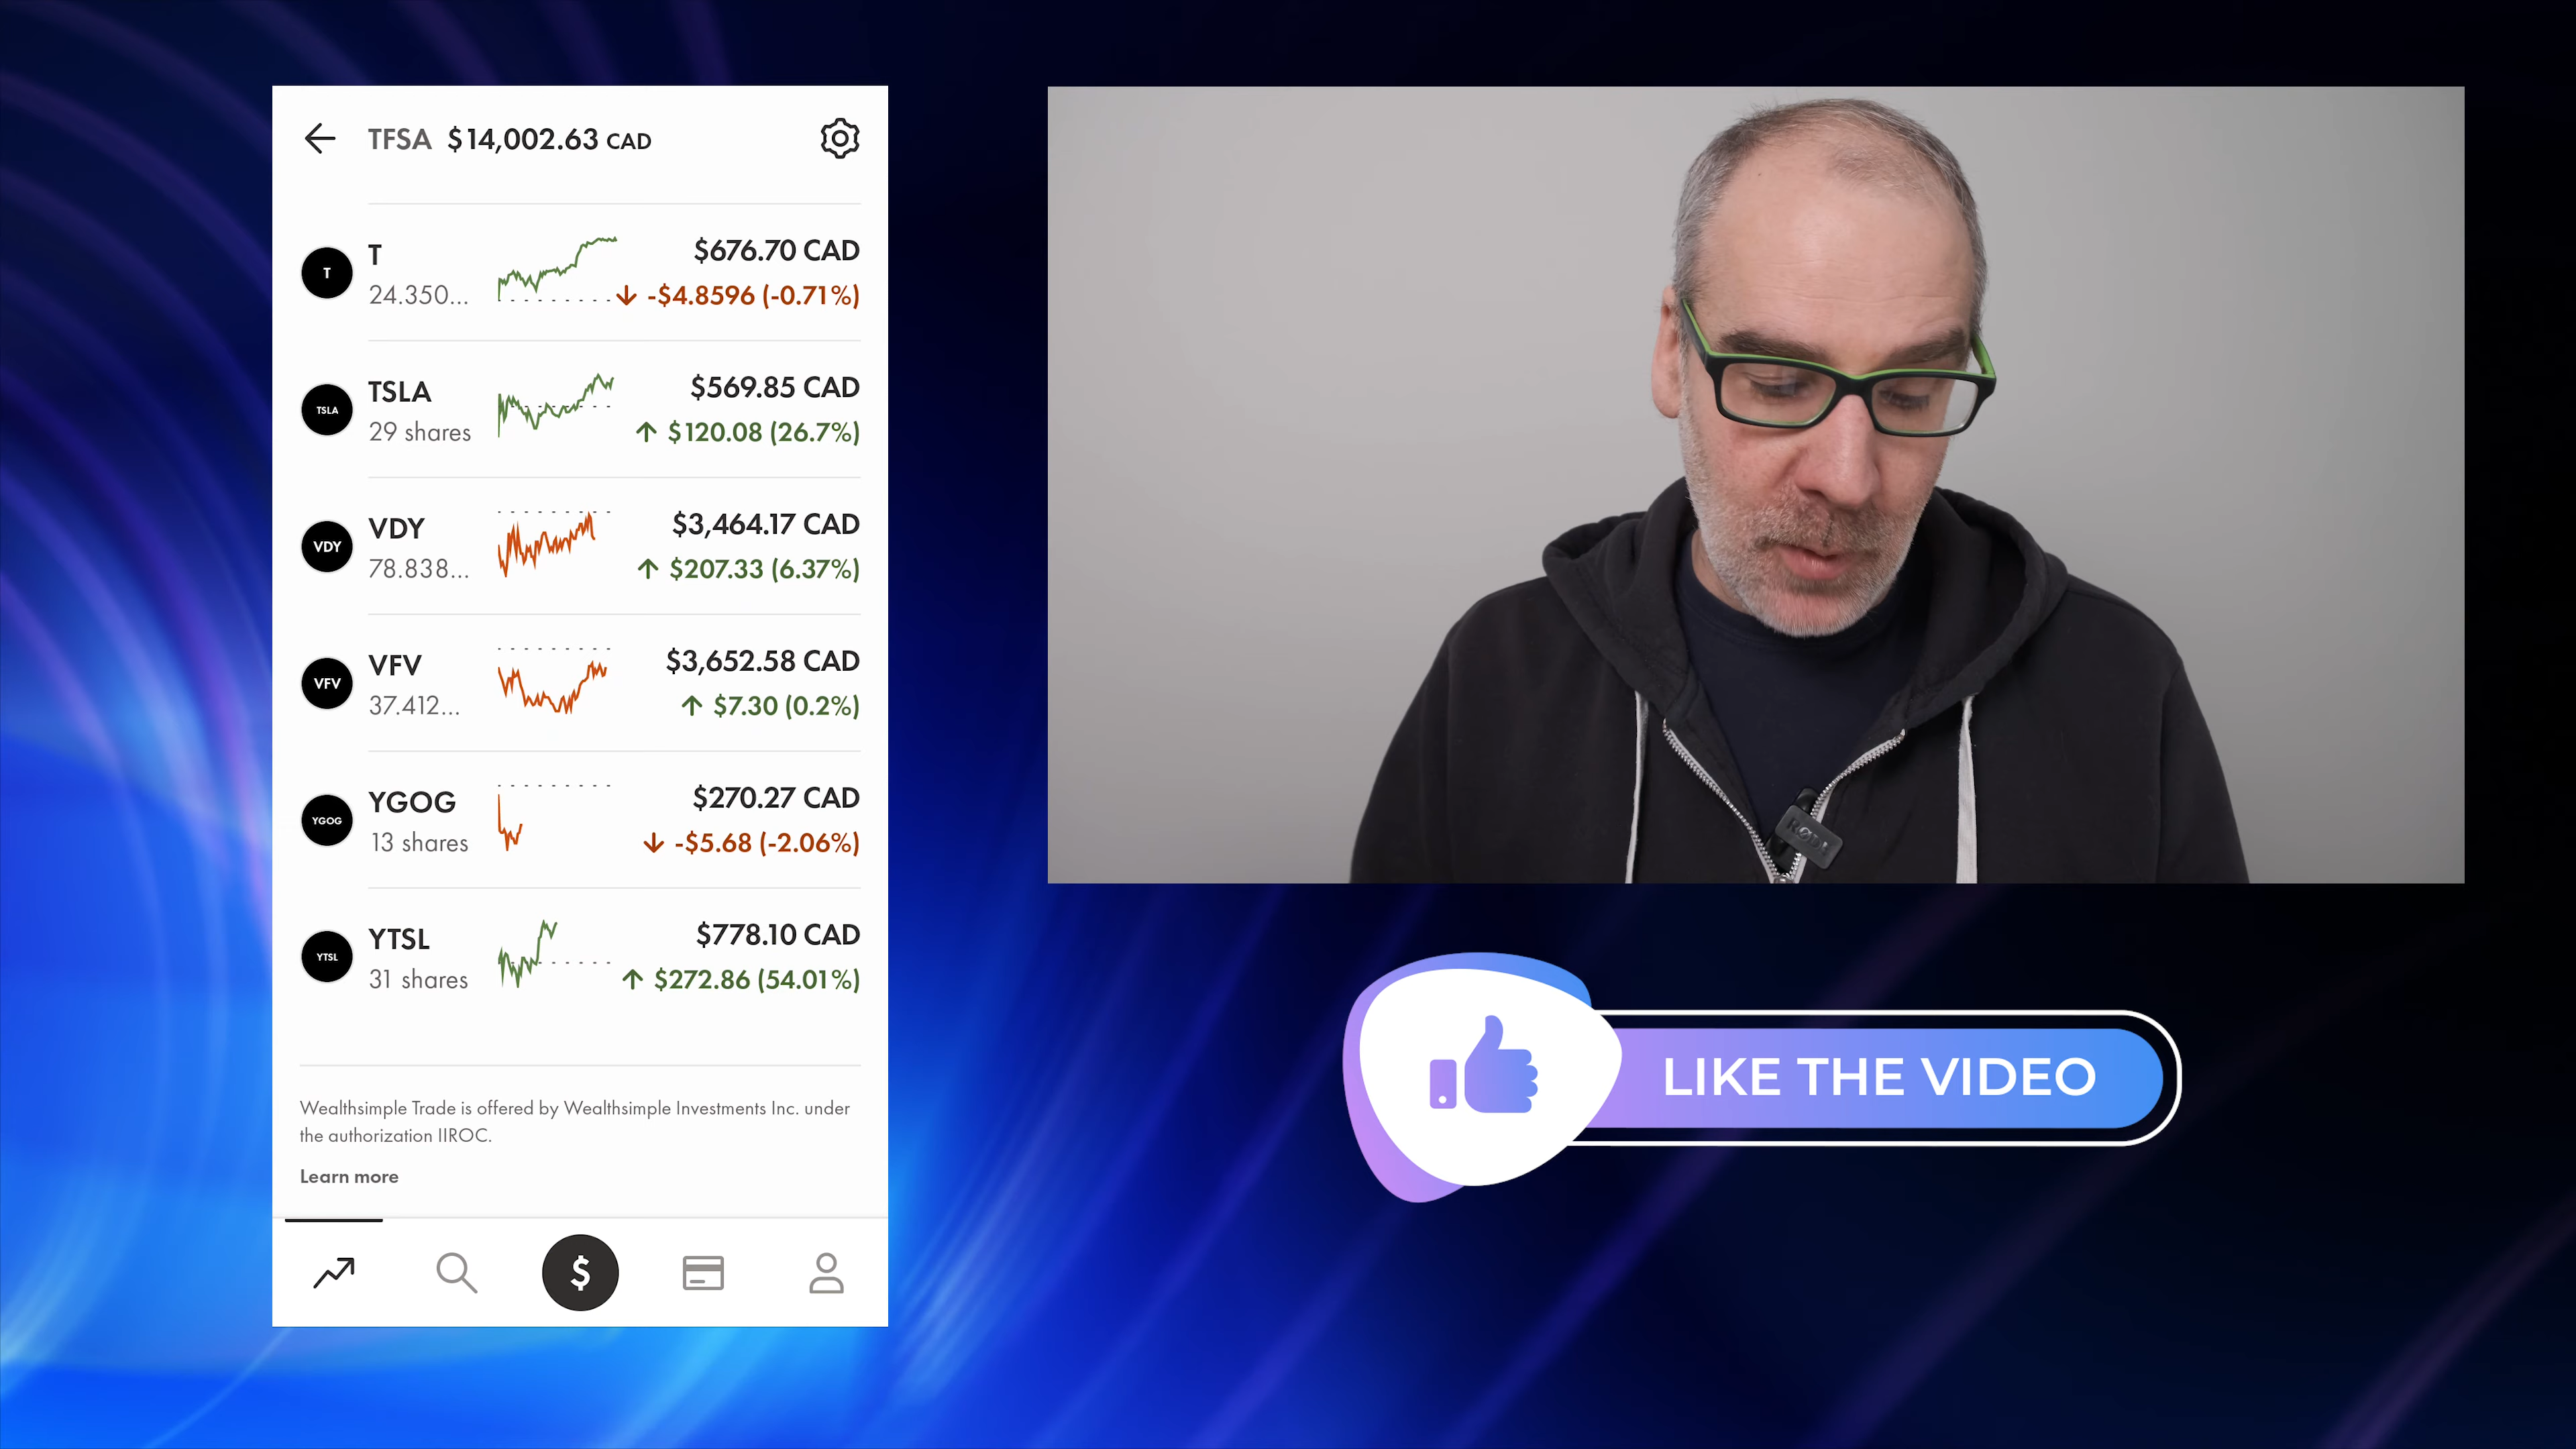 TFSA $14,002.63 CAD
T
T
24.350...
$676.70 CAD
↓ -$4.8596 (-0.71%)
TSLA
TSLA
29 shares
$569.85 CAD
↑ $120.08 (26.7%)
VDY
VDY
78.838...
$3,464.17 CAD
↑ $207.33 (6.37%)
VFV
VFV
37.412...
$3,652.58 CAD
↑ $7.30 (0.2%)
YGOG
YGOG
13 shares
$270.27 CAD
↓ -$5.68 (-2.06%)
YTSL
YTSL
31 shares
$778.10 CAD
↑ $272.86 (54.01%)
Wealthsimple Trade is offered by Wealthsimple Investments Inc. under
the authorization IIROC.
Learn more
$
RØDE
LIKE THE VIDEO